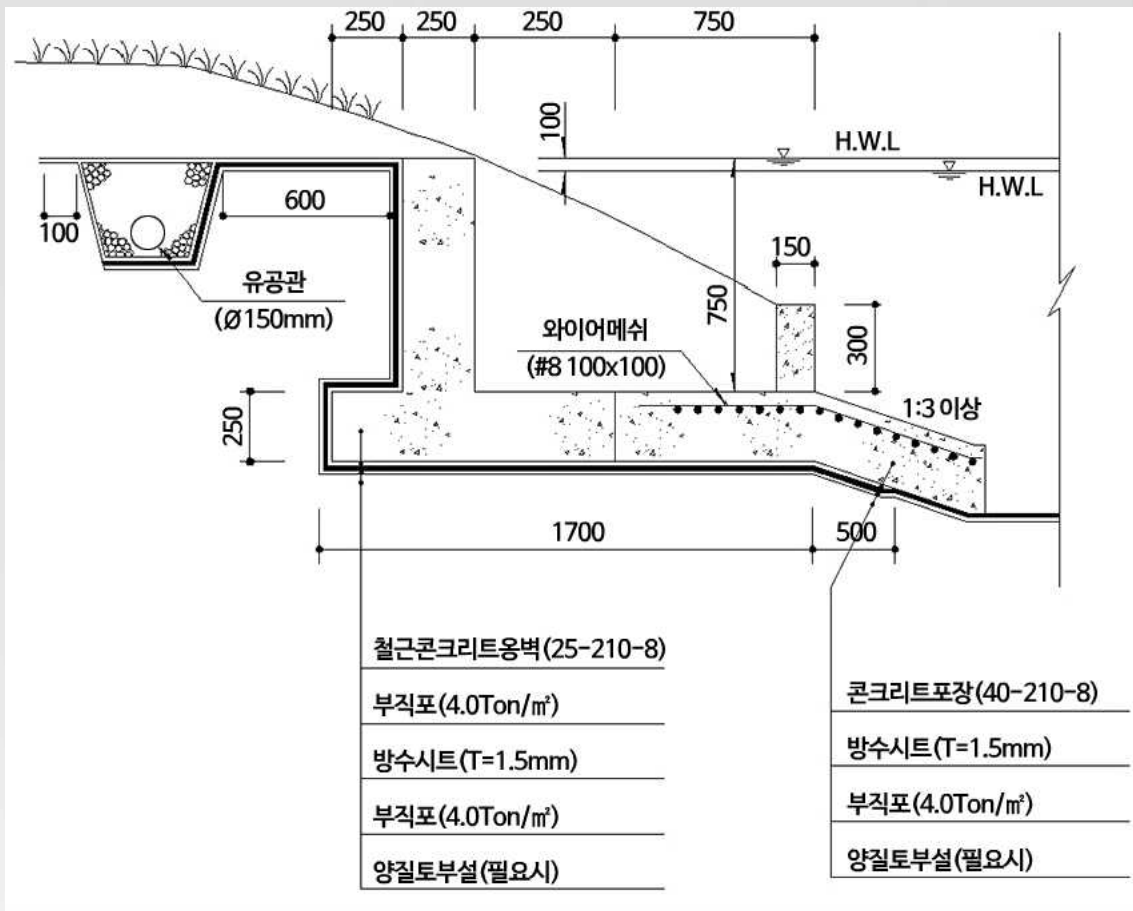 250
250
250
750
100
H.W.L
H.W.L
600
100
150
유공관
(Ø150mm)
750
와이어메쉬
(#8 100x100)
300
1:3 이상
250
1700
500
철근콘크리트옹벽(25-210-8)
부직포(4.0Ton/㎡)
방수시트(T=1.5mm)
부직포(4.0Ton/㎡)
양질토부설(필요시)
콘크리트포장(40-210-8)
방수시트(T=1.5mm)
부직포(4.0Ton/㎡)
양질토부설(필요시)